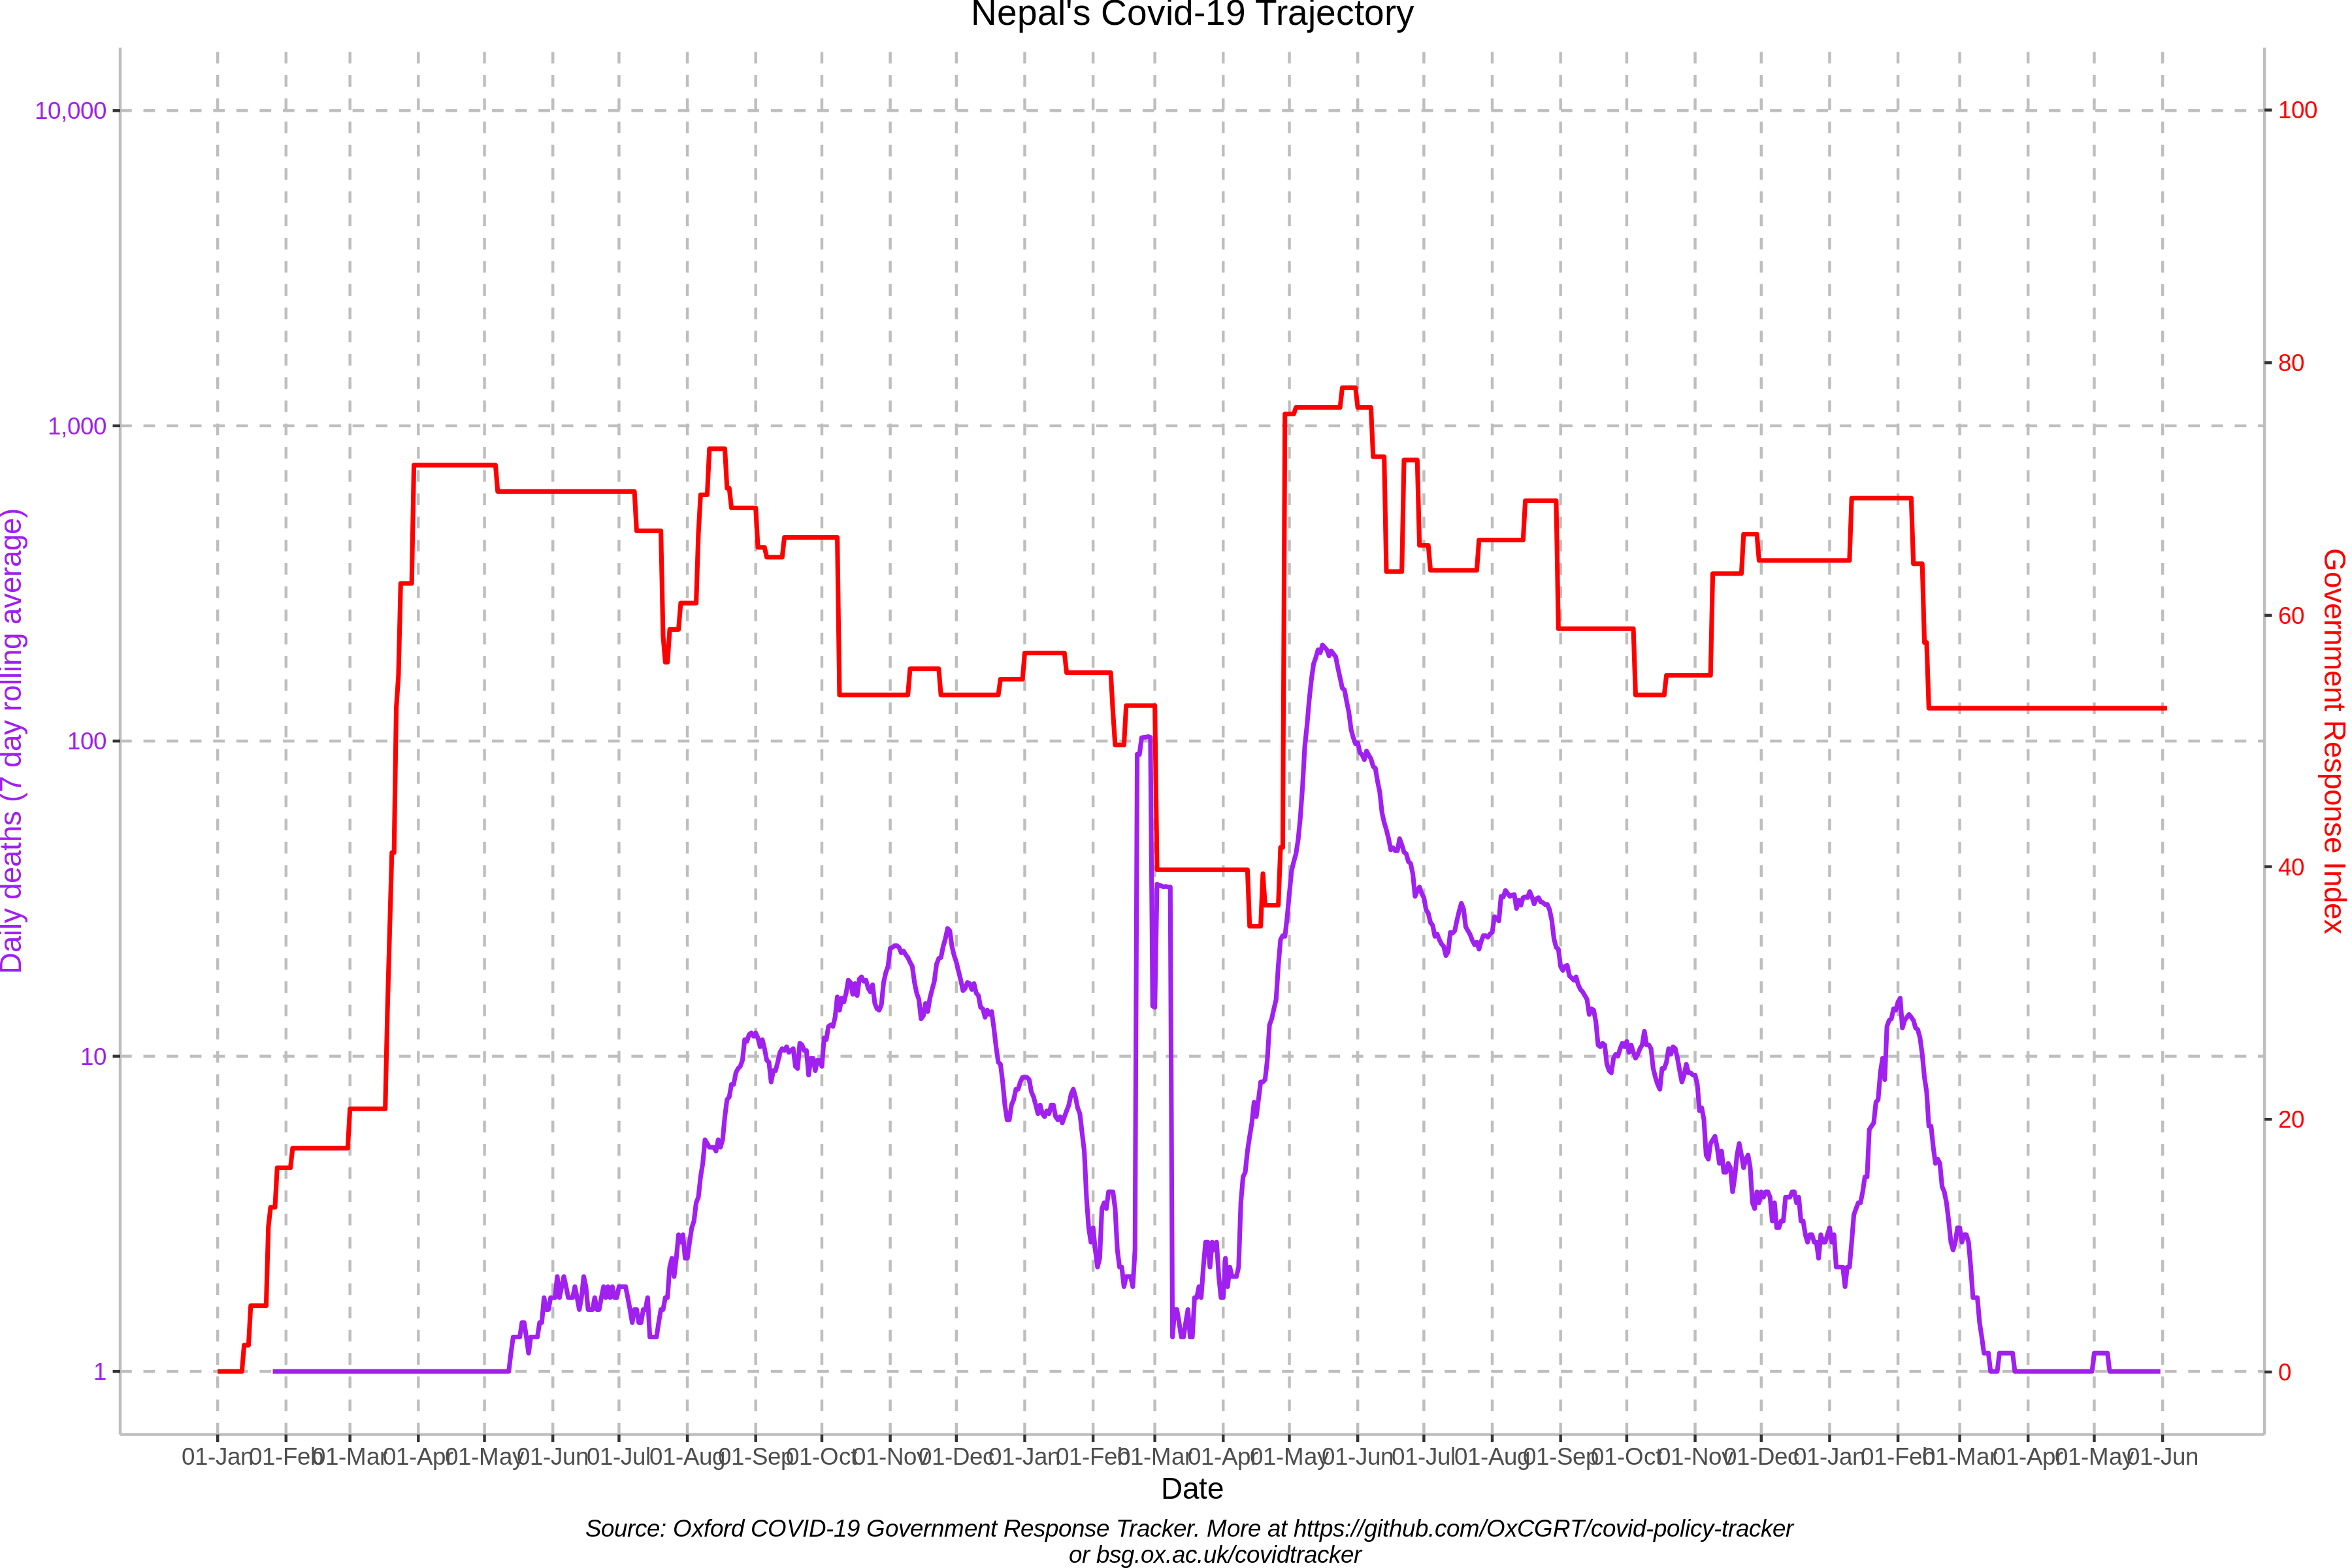 Nepal's Covid-19 Trajectory
Daily deaths (7 day rolling average)
10,000
1,000
100
10
1
100
80
60
40
20
0
Government Response Index
01-Jan 01-Feb 01-Mar 01-Apr 01-May 01-Jun 01-Jul 01-Aug 01-Sep 01-Oct 01-Nov 01-Dec 01-Jan 01-Feb 01-Mar 01-Apr 01-May 01-Jun 01-Jul 01-Aug 01-Sep 01-Oct 01-Nov 01-Dec 01-Jan 01-Feb 01-Mar 01-Apr 01-May 01-Jun
Date
Source: Oxford COVID-19 Government Response Tracker. More at https://github.com/OxCGRT/covid-policy-tracker
or bsg.ox.ac.uk/covidtracker